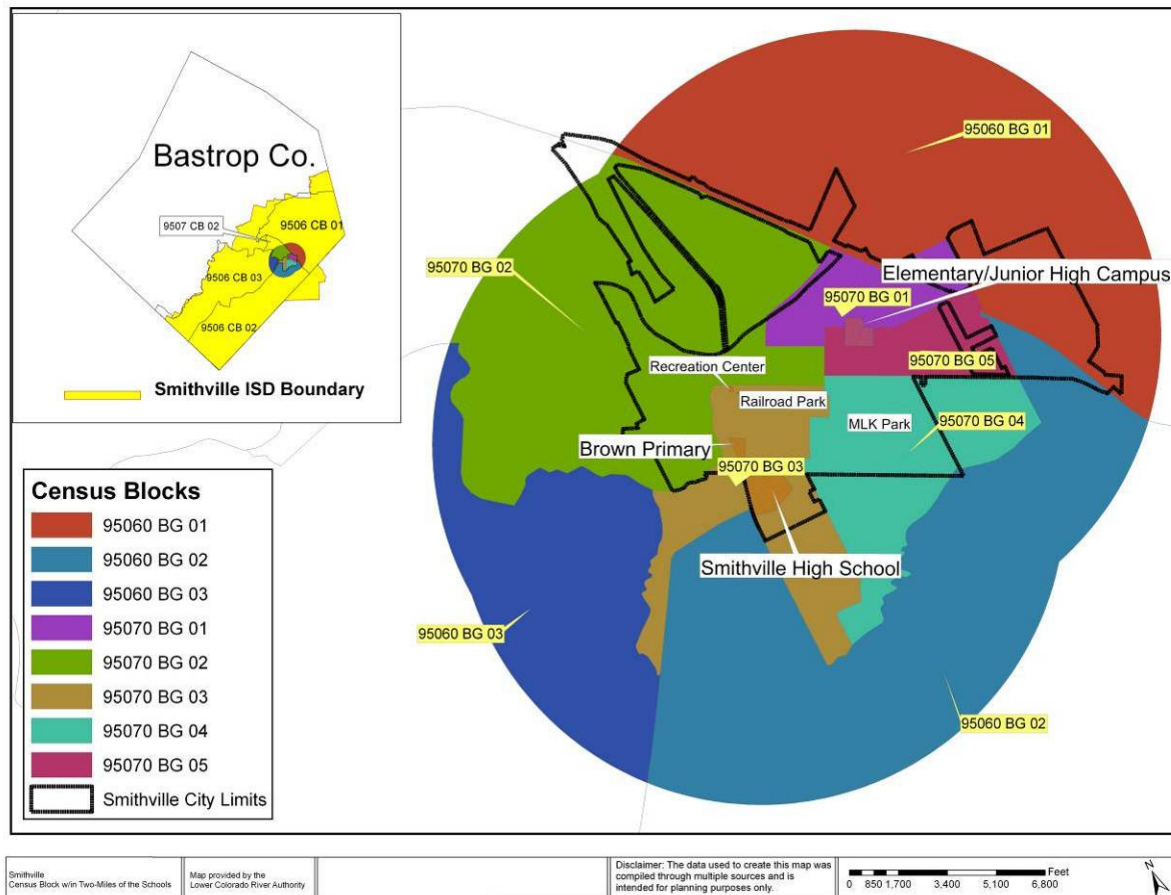 Bastrop Co.
9507 CB 02
9506 CB 01
9506 CB 03
9506 CB 02
Smithville ISD Boundary
95060 BG 01
95070 BG 02
Elementary/Junior High Campus
95070 BG 01
Recreation Center
95070 BG 05
Railroad Park
MLK Park
95070 BG 04
Brown Primary
95070 BG 03
Smithville High School
95060 BG 03
95060 BG 02
Census Blocks
95060 BG 01
95060 BG 02
95060 BG 03
95070 BG 01
95070 BG 02
95070 BG 03
95070 BG 04
95070 BG 05
Smithville City Limits
Smithville
Census Block w/in Two-Miles of the Schools
Map provided by the
Lower Colorado River Authority
Disclaimer: The data used to create this map was
compiled through multiple sources and is
intended for planning purposes only.
Feet
0 850 1,700 3,400 5,100 6,800
N